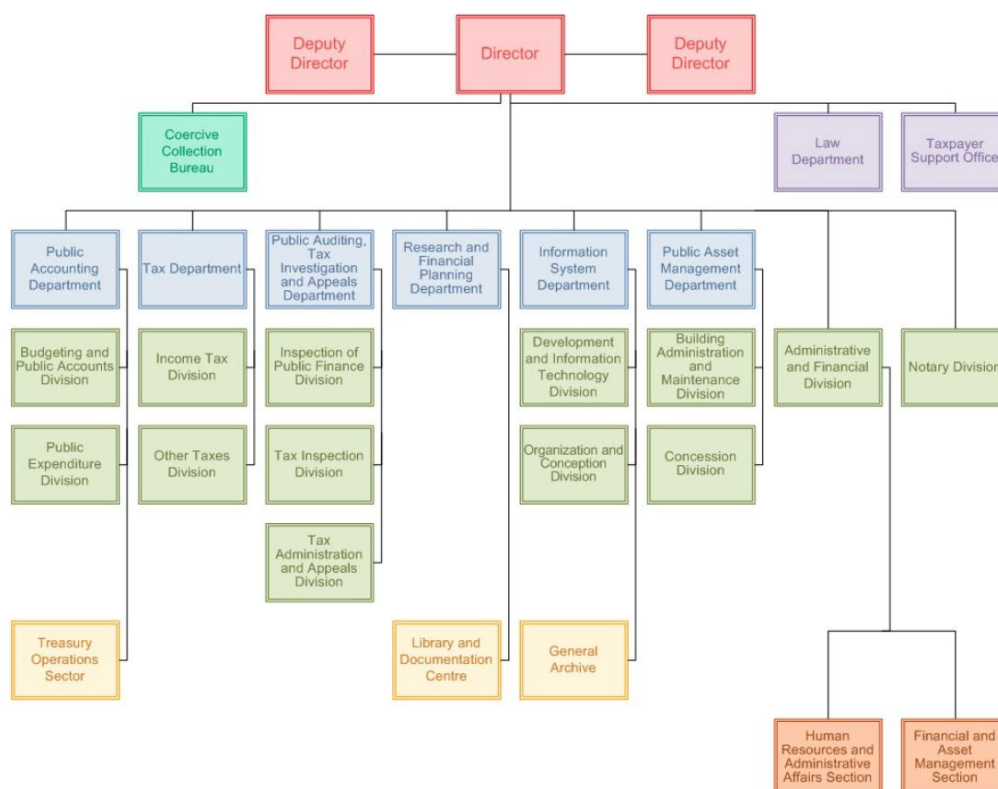 Deputy
Director
Director
Deputy
Director
Coercive
Collection
Bureau
Law
Department
Taxpayer
Support Office
Public
Accounting
Department
Tax Department
Public Auditing,
Tax
Investigation
and Appeals
Department
Research and
Financial
Planning
Department
Information
System
Department
Public Asset
Management
Department
Budgeting and
Public Accounts
Division
Income Tax
Division
Inspection of
Public Finance
Division
Development
and Information
Technology
Division
Building
Administration
and
Maintenance
Division
Administrative
and Financial
Division
Notary Division
Public
Expenditure
Division
Other Taxes
Division
Tax Inspection
Division
Organization and
Conception
Division
Concession
Division
Tax
Administration
and Appeals
Division
Treasury
Operations
Sector
Library and
Documentation
Centre
General
Archive
Human
Resources and
Administrative
Affairs Section
Financial and
Asset
Management
Section